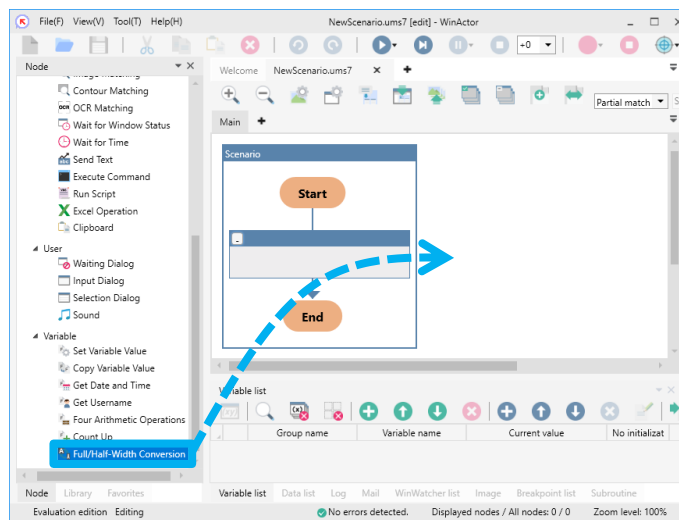 File(F) View(V) Tool(T) Help(H)
NewScenario.ums7 [edit] - WinActor
+0
Node
Contour Matching
OCR Matching
Wait for Window Status
Wait for Time
Send Text
Execute Command
Run Script
Excel Operation
Clipboard
User
Waiting Dialog
Input Dialog
Selection Dialog
Sound
Variable
Set Variable Value
Copy Variable Value
Get Date and Time
Get Username
Four Arithmetic Operations
Count Up
Full/Half-Width Conversion
Node Library Favorites
Welcome NewScenario.ums7
Partial match
Main
Scenario
Start
End
Variable list
Group name Variable name Current value No initializat
Variable list Data list Log Mail WinWatcher list Image Breakpoint list Subroutine
Evaluation edition Editing No errors detected. Displayed nodes / All nodes: 0 / 0 Zoom level: 100%